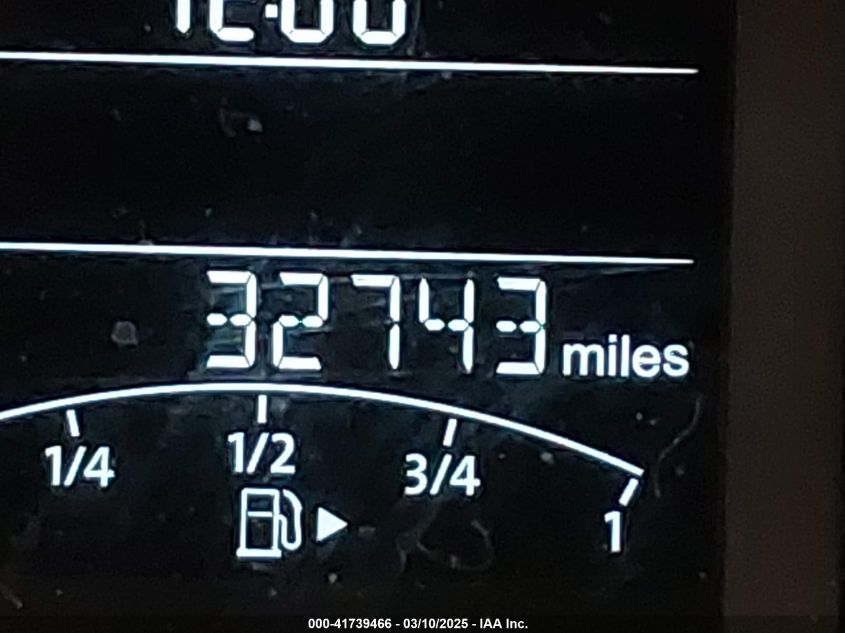 32743 miles
1/4 1/2 3/4 1
000-41739466 - 03/10/2025 - IAA Inc.